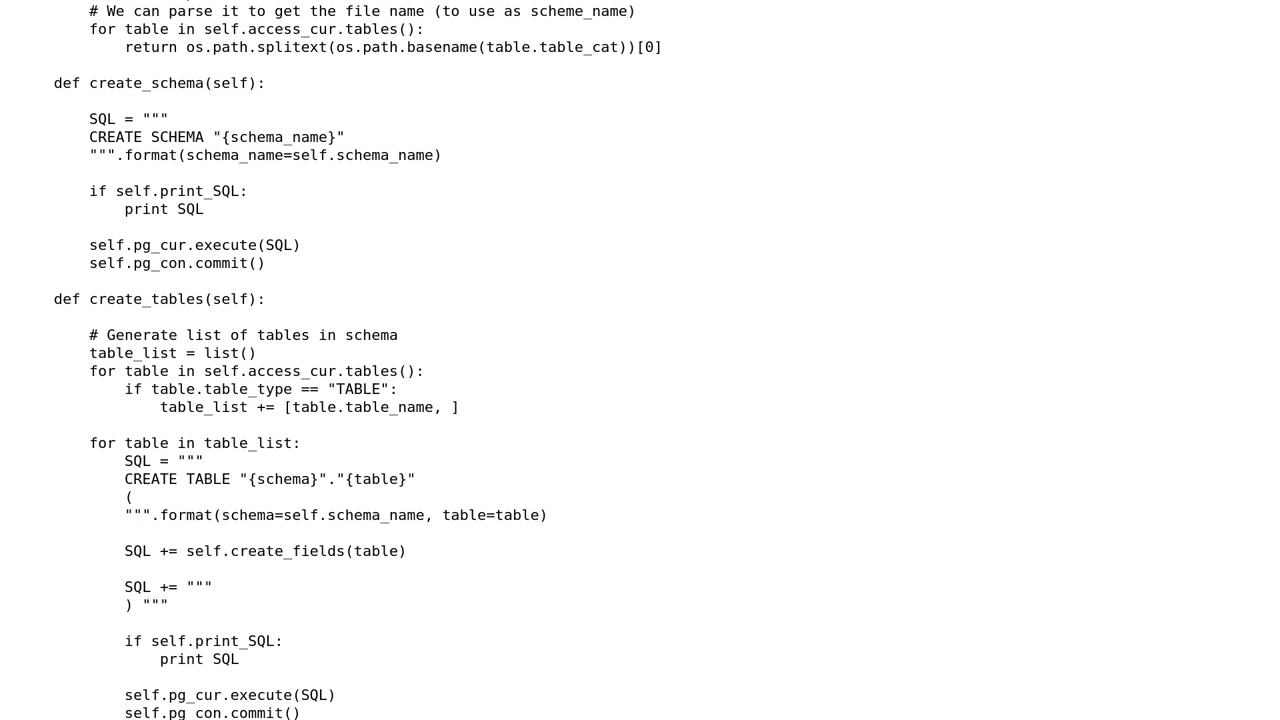 # We can parse it to get the file name (to use as scheme_name)
for table in self.access_cur.tables():
return os.path.splitext(os.path.basename(table.table_cat))[0]
def create_schema(self):
SQL = """
CREATE SCHEMA "{schema_name}"
""".format(schema_name=self.schema_name)
if self.print_SQL:
print SQL
self.pg_cur.execute(SQL)
self.pg_con.commit()
def create_tables(self):
# Generate list of tables in schema
table_list = list()
for table in self.access_cur.tables():
if table.table_type == "TABLE":
table_list += [table.table_name, ]
for table in table_list:
SQL = """
CREATE TABLE "{schema}"."{table}"
(
""".format(schema=self.schema_name, table=table)
SQL += self.create_fields(table)
SQL += """
) """
if self.print_SQL:
print SQL
self.pg_cur.execute(SQL)
self.pg_con.commit()